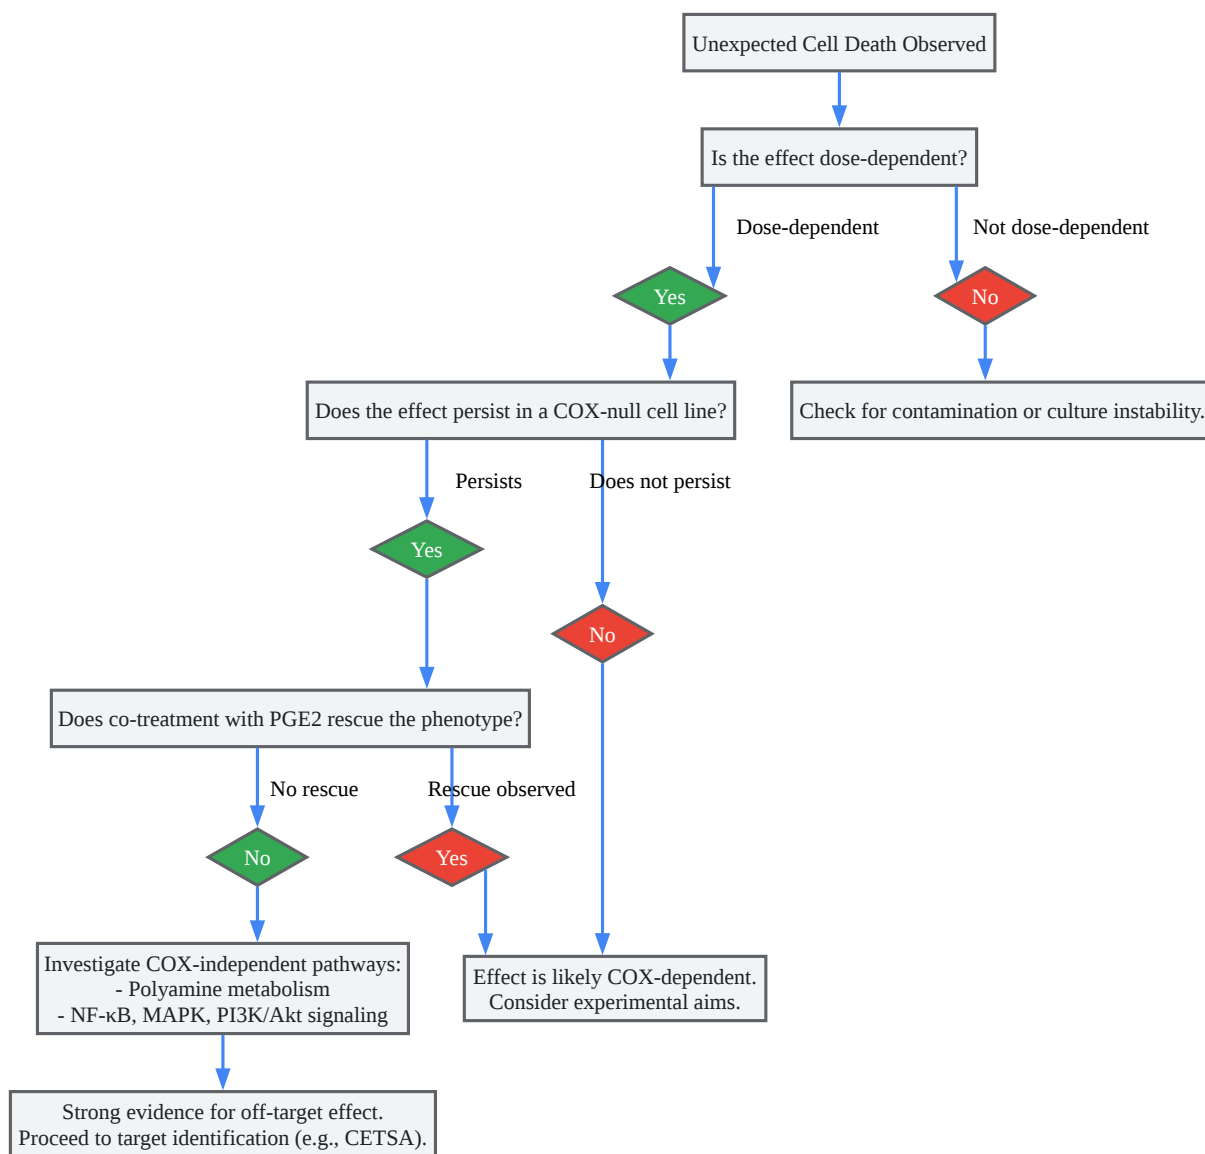 Unexpected Cell Death Observed
Is the effect dose-dependent?
Dose-dependent
Not dose-dependent
Yes
No
Does the effect persist in a COX-null cell line?
Check for contamination or culture instability.
Persists
Does not persist
Yes
No
Does co-treatment with PGE2 rescue the phenotype?
No rescue
Rescue observed
No
Yes
Investigate COX-independent pathways:
- Polyamine metabolism
- NF-κB, MAPK, PI3K/Akt signaling
Effect is likely COX-dependent.
Consider experimental aims.
Strong evidence for off-target effect.
Proceed to target identification (e.g., CETSA).